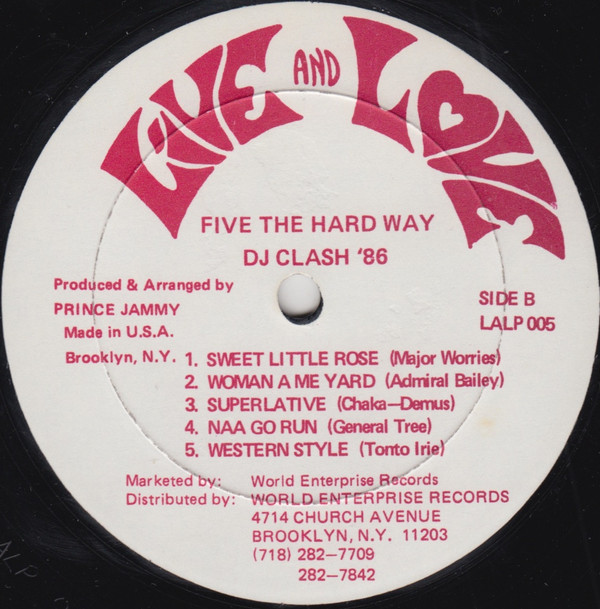 LIVE AND LOVE
FIVE THE HARD WAY
DJ CLASH '86
Produced & Arranged by
PRINCE JAMMY
Made in U.S.A.
Brooklyn, N.Y.
SIDE B
LALP 005
1. SWEET LITTLE ROSE (Major Worries)
2. WOMAN A ME YARD (Admiral Bailey)
3. SUPERLATIVE (Chaka—Demus)
4. NAA GO RUN (General Tree)
5. WESTERN STYLE (Tonto Irie)
Marketed by: World Enterprise Records
Distributed by: WORLD ENTERPRISE RECORDS
4714 CHURCH AVENUE
BROOKLYN, N.Y. 11203
(718) 282—7709
282—7842
ALP